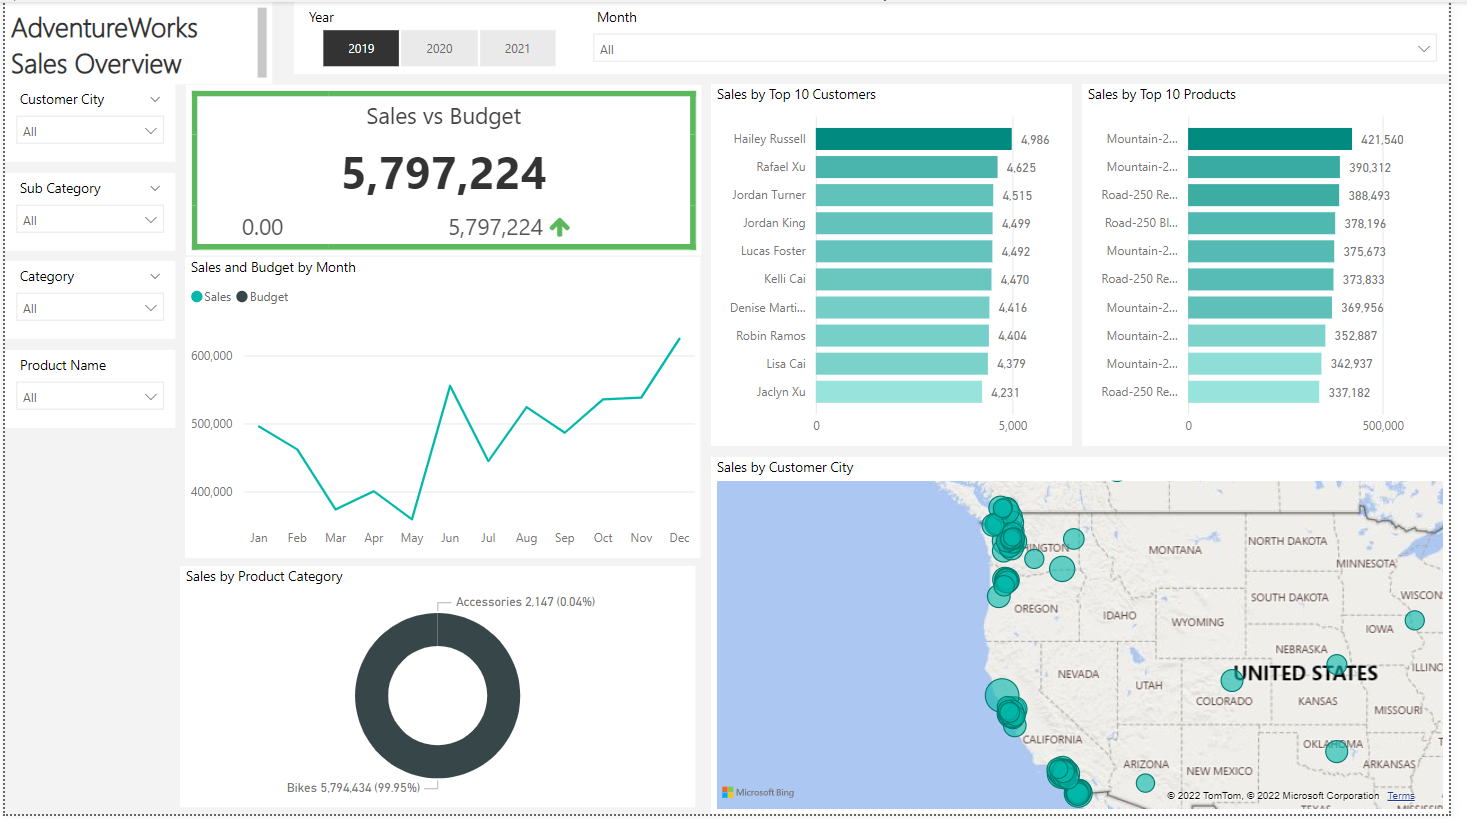 AdventureWorks
Sales Overview
Year
2019
2020
2021
Month
All
Customer City
All
Sub Category
All
Category
All
Product Name
All
Sales vs Budget
5,797,224
0.00
5,797,224
Sales and Budget by Month
Sales Budget
600,000
500,000
400,000
Jan Feb Mar Apr May Jun Jul Aug Sep Oct Nov Dec
Sales by Product Category
Accessories 2,147 (0.04%)
Bikes 5,794,434 (99.95%)
Sales by Top 10 Customers
Hailey Russell 4,986
Rafael Xu 4,625
Jordan Turner 4,515
Jordan King 4,499
Lucas Foster 4,492
Kelli Cai 4,470
Denise Marti... 4,416
Robin Ramos 4,404
Lisa Cai 4,379
Jaclyn Xu 4,231
0 5,000
Sales by Top 10 Products
Mountain-2... 421,540
Mountain-2... 390,312
Road-250 Re... 388,493
Road-250 Bl... 378,196
Mountain-2... 375,673
Road-250 Re... 373,833
Mountain-2... 369,956
Mountain-2... 352,887
Mountain-2... 342,937
Road-250 Re... 337,182
0 500,000
Sales by Customer City
NORTH DAKOTA
MONTANA
MINNESOTA
SOUTH DAKOTA
WISCON
OREGON
IDAHO
WYOMING
IOWA
NEBRASKA
UNITED STATES
ILLINO
NEVADA
UTAH
COLORADO
KANSAS
MISSOURI
CALIFORNIA
OKLAHOMA
ARIZONA
NEW MEXICO
ARKANSAS
Microsoft Bing
© 2022 TomTom, © 2022 Microsoft Corporation Terms